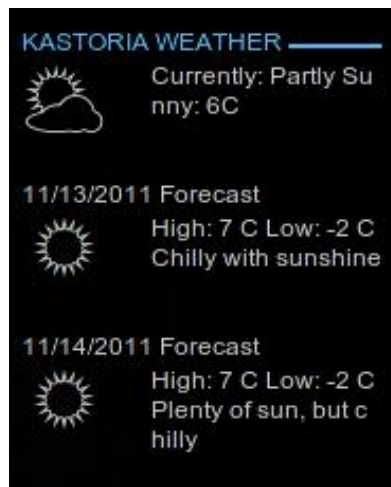 KASTORIA WEATHER
Currently: Partly Su
nny: 6C
11/13/2011 Forecast
High: 7 C Low: -2 C
Chilly with sunshine
11/14/2011 Forecast
High: 7 C Low: -2 C
Plenty of sun, but c
hilly